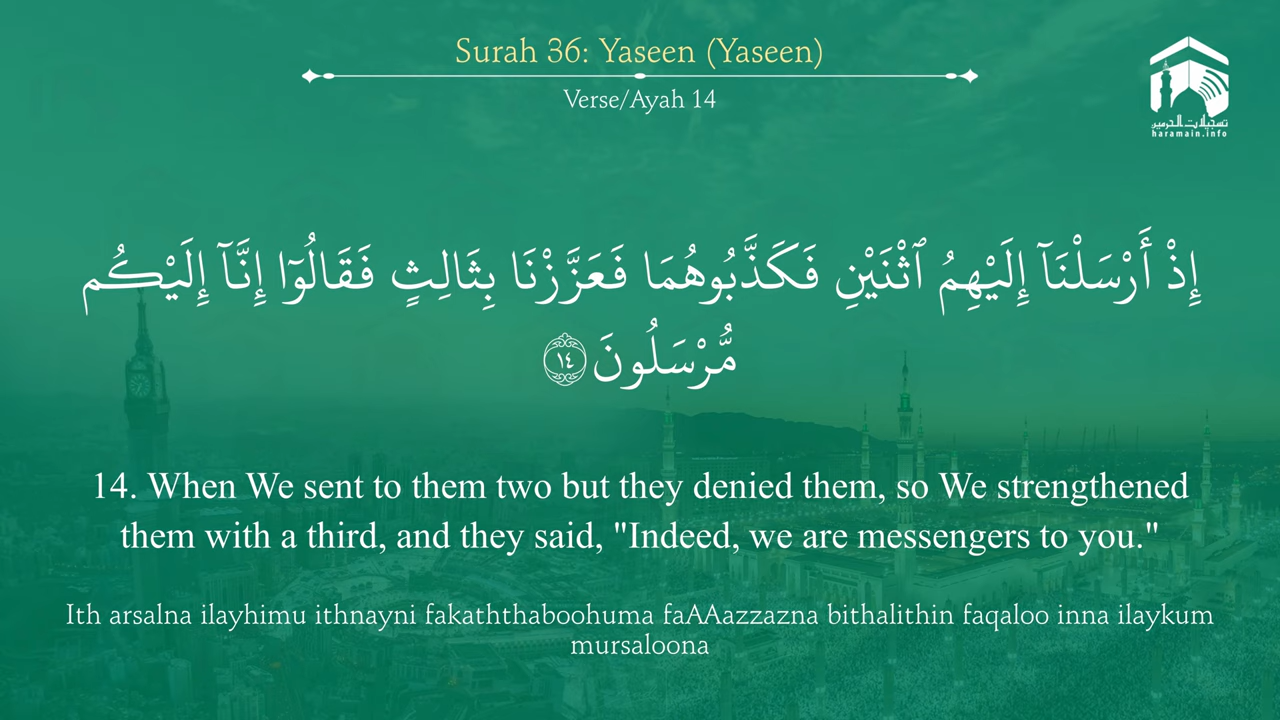 Surah 36: Yaseen (Yaseen)
Verse/Ayah 14
تسجيلات الحرمين
haramain.info
إِذْ أَرْسَلْنَآ إِلَيْهِمُ ٱثْنَيْنِ فَكَذَّبُوهُمَا فَعَزَّزْنَا بِثَالِثٍ فَقَالُوٓا۟ إِنَّآ إِلَيْكُم
مُّرْسَلُونَ ١٤
14. When We sent to them two but they denied them, so We strengthened
them with a third, and they said, "Indeed, we are messengers to you."
Ith arsalna ilayhimu ithnayni fakaththaboohuma faAAazzazna bithalithin faqaloo inna ilaykum
mursaloona